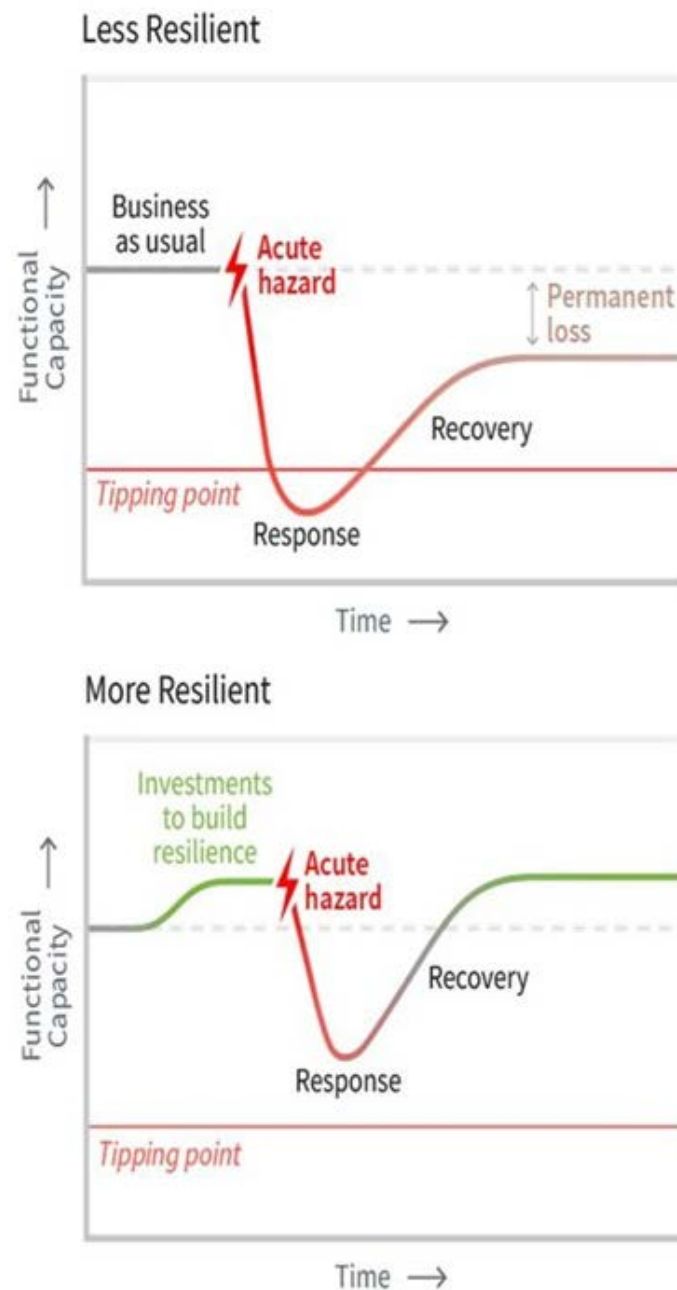 Less Resilient
Functional
Capacity
Business
as usual
Acute
hazard
Permanent
loss
Recovery
Tipping point
Response
Time
More Resilient
Functional
Capacity
Investments
to build
resilience
Acute
hazard
Recovery
Response
Tipping point
Time